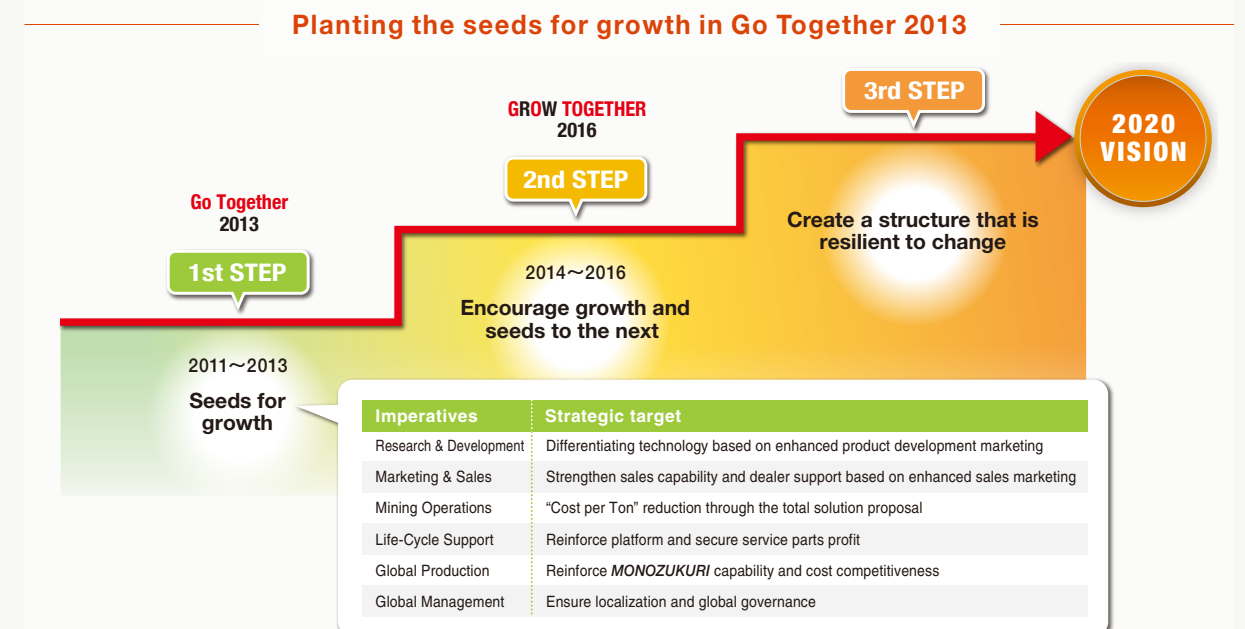 Planting the seeds for growth in Go Together 2013
Go Together
2013
1st STEP
2011～2013
Seeds for
growth
GROW TOGETHER
2016
2nd STEP
2014～2016
Encourage growth and
seeds to the next
3rd STEP
Create a structure that is
resilient to change
2020
VISION
Imperatives Strategic target
Research & Development Differentiating technology based on enhanced product development marketing
Marketing & Sales Strengthen sales capability and dealer support based on enhanced sales marketing
Mining Operations “Cost per Ton” reduction through the total solution proposal
Life-Cycle Support Reinforce platform and secure service parts profit
Global Production Reinforce MONOZUKURI capability and cost competitiveness
Global Management Ensure localization and global governance